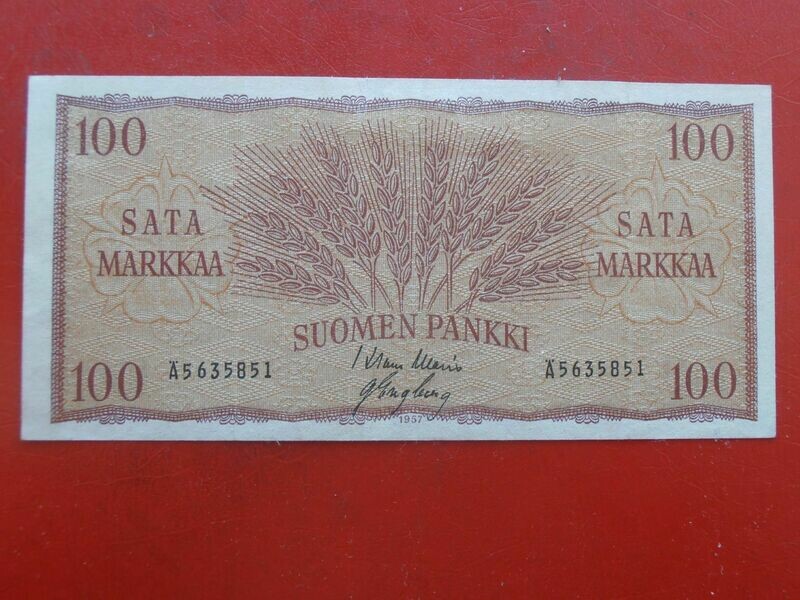 100 100
SATA MARKKAA SATA MARKKAA
SUOMEN PANKKI
Ä5635851 Ä5635851
100 100
1957